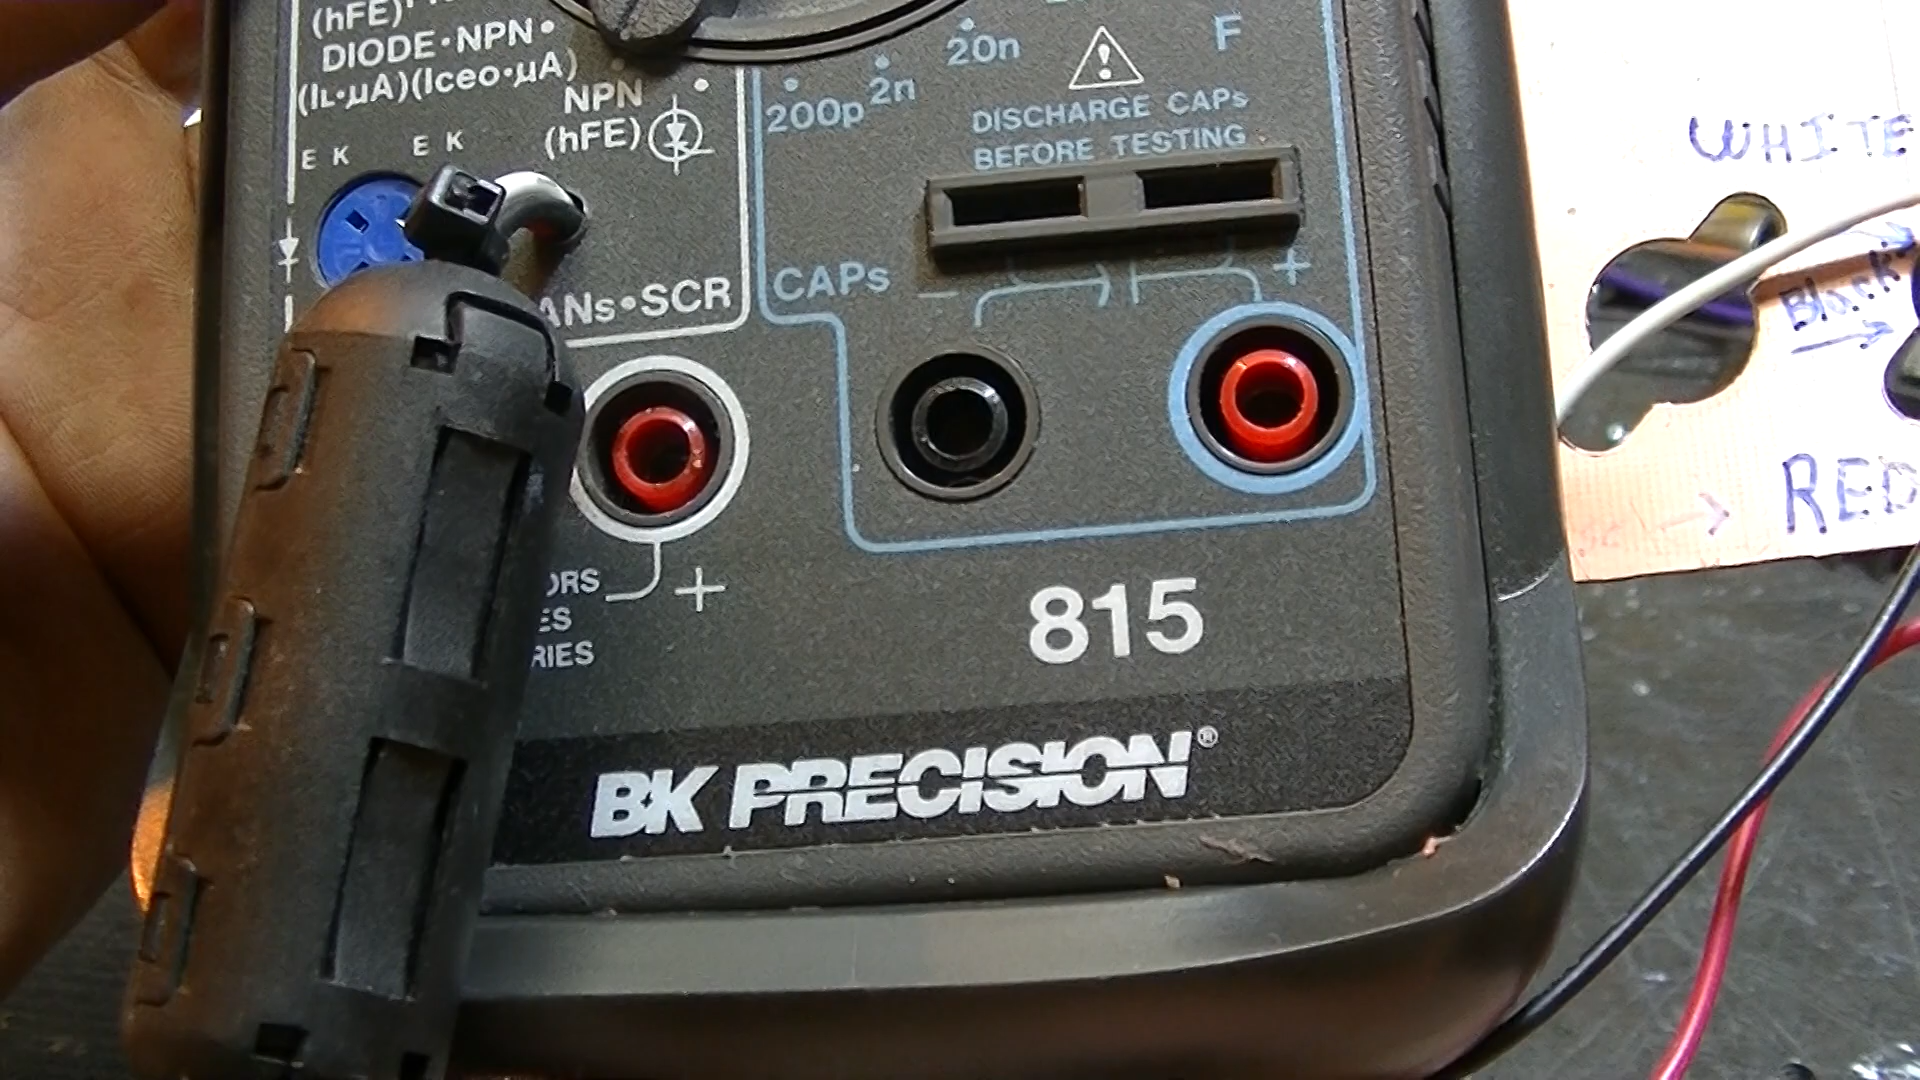 (hFE)
DIODE•NPN•
(IL•µA)(Iceo•µA)
NPN
(hFE)
E K
E K
ANs•SCR
200p
2n
20n
F
DISCHARGE CAPs
BEFORE TESTING
CAPs
-
+
ORS
ES
RIES
+
815
BK PRECISION®
WHITE
Black
RED